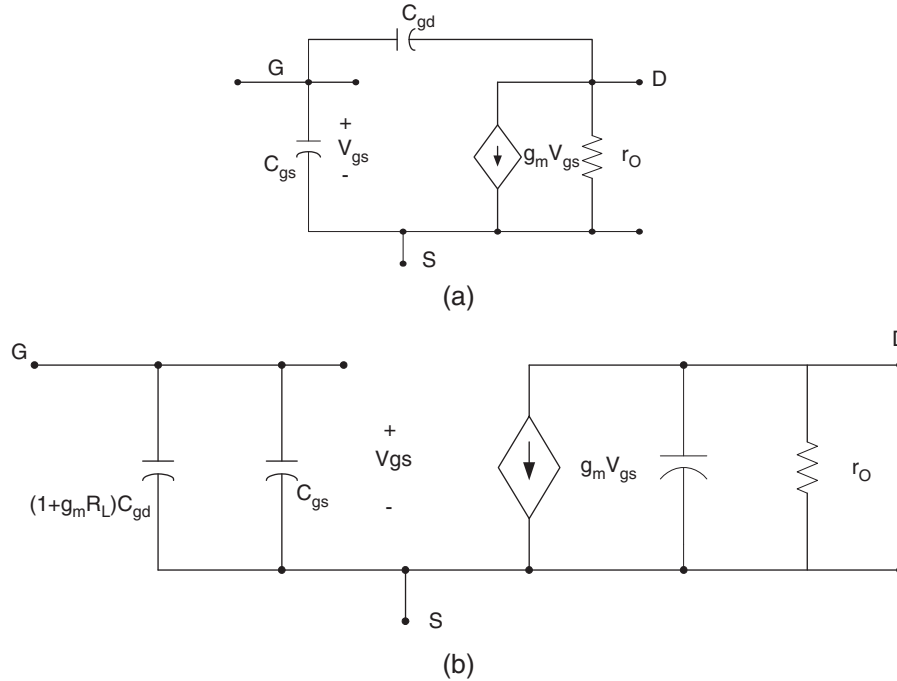 C_gd
G
D
+
V_gs
-
C_gs
g_mV_gs
r_O
S
(a)
G
D
+
Vgs
-
(1+g_mR_L)C_gd
C_gs
g_mV_gs
r_O
S
(b)